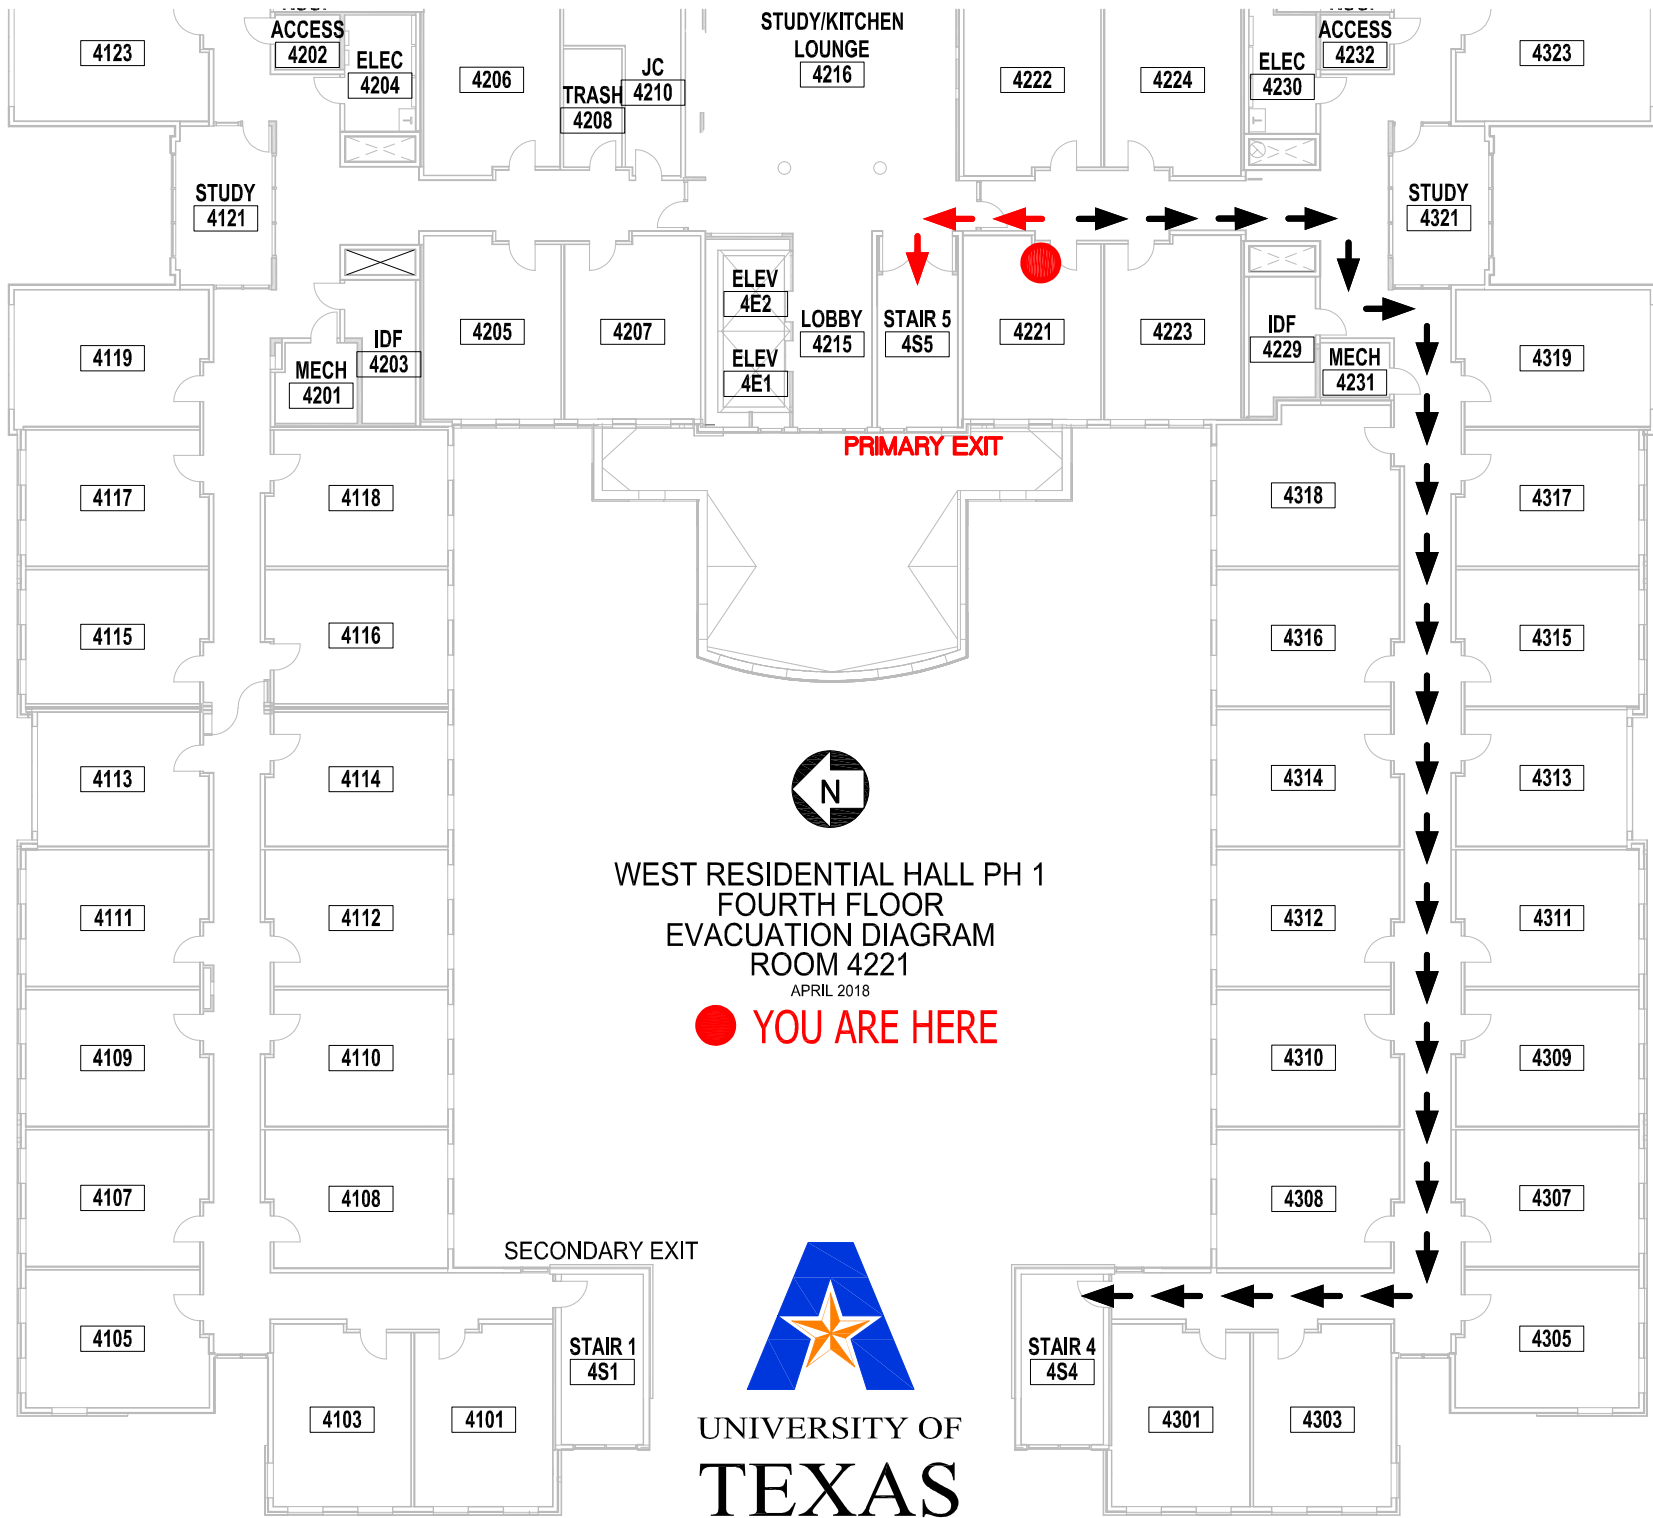 STUDY/KITCHEN
LOUNGE
4216
ACCESS
4202
ACCESS
4232
4123
ELEC
4204
4206
JC
4210
TRASH
4208
4222
4224
ELEC
4230
4323
STUDY
4121
STUDY
4321
ELEV
4E2
ELEV
4E1
LOBBY
4215
STAIR 5
4S5
4205
4207
4221
4223
IDF
4203
IDF
4229
4119
MECH
4201
MECH
4231
4319
PRIMARY EXIT
4117
4118
4318
4317
4115
4116
4316
4315
4113
4114
4314
4313
N
WEST RESIDENTIAL HALL PH 1
FOURTH FLOOR
EVACUATION DIAGRAM
ROOM 4221
APRIL 2018
YOU ARE HERE
4111
4112
4312
4311
4109
4110
4310
4309
4107
4108
4308
4307
SECONDARY EXIT
4105
STAIR 1
4S1
STAIR 4
4S4
4305
4103
4101
4301
4303
UNIVERSITY OF
TEXAS